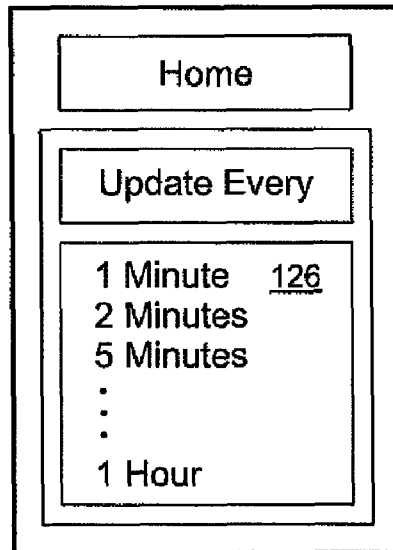 Home
Update Every
1 Minute 126
2 Minutes
5 Minutes
.
.
.
1 Hour